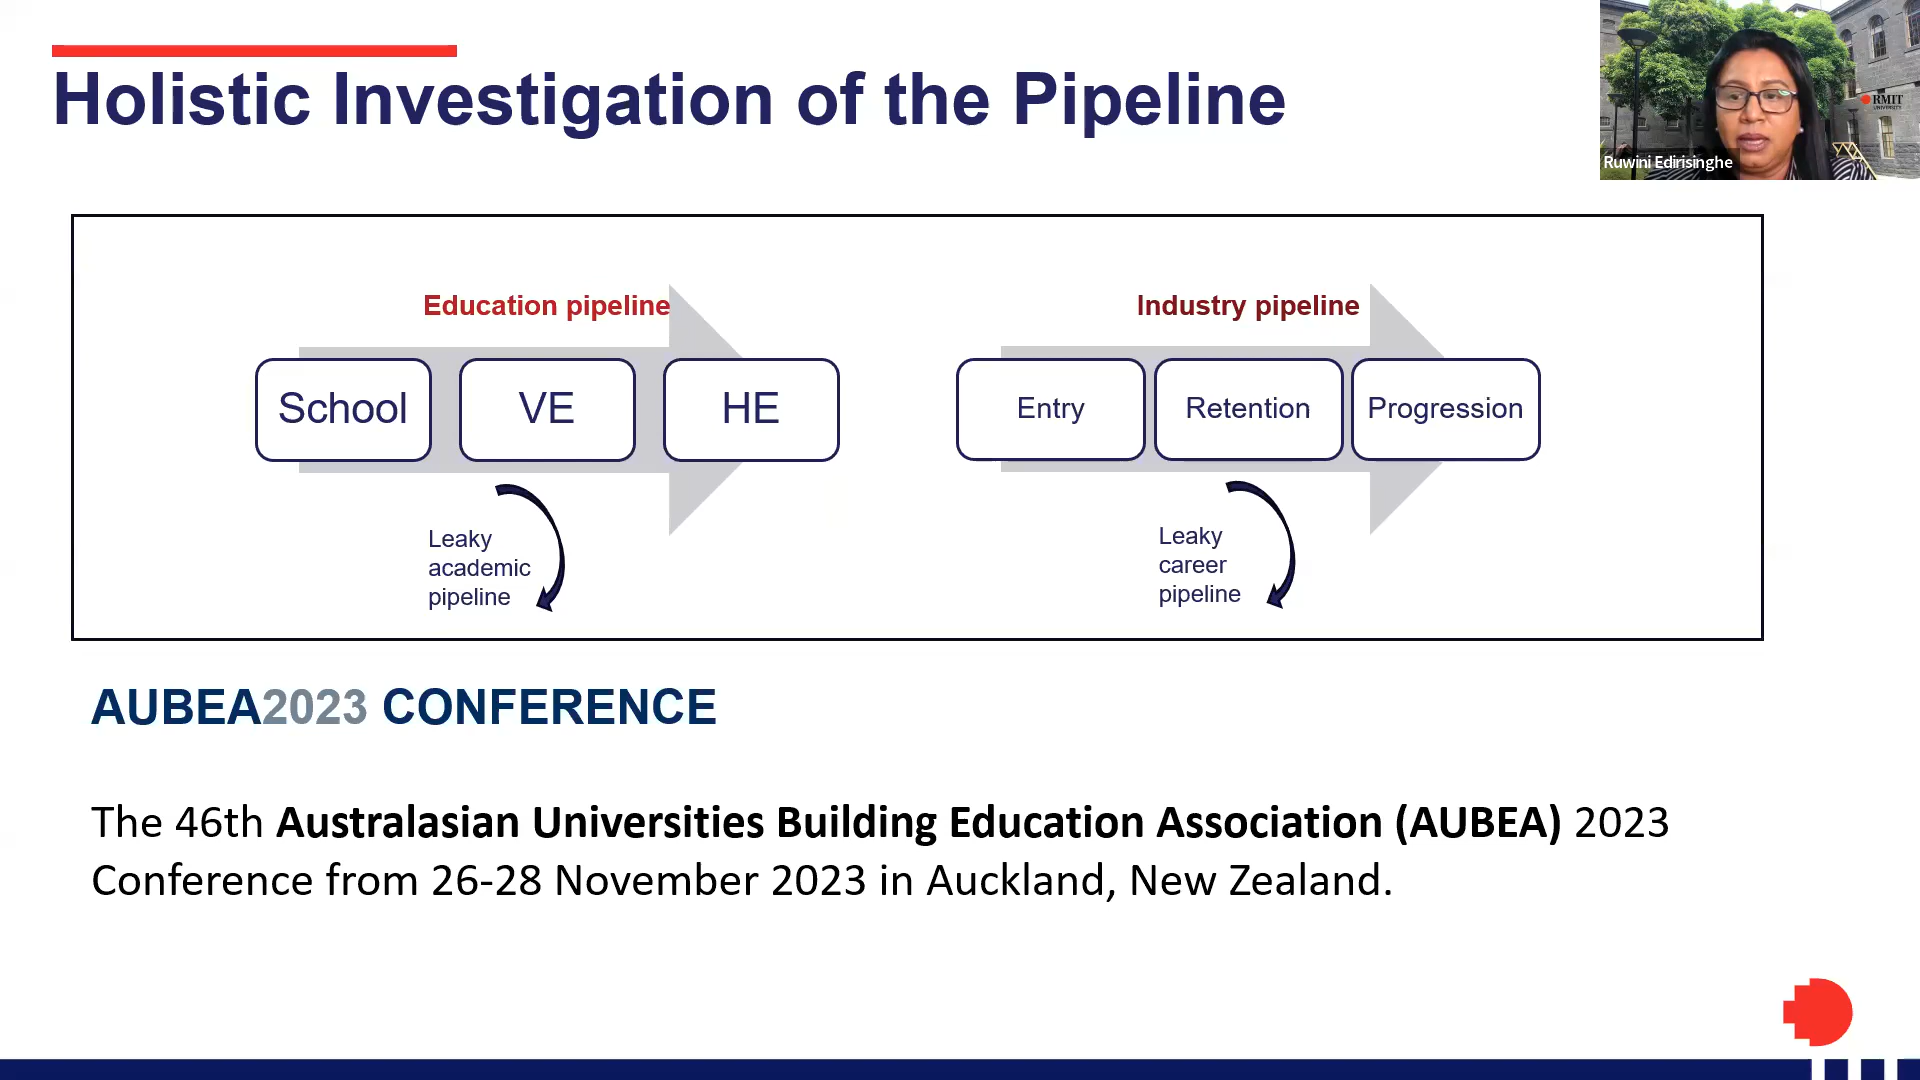 Holistic Investigation of the Pipeline
RMIT
UNIVERSITY
Ruwini Edirisinghe
Education pipeline
School
VE
HE
Leaky
academic
pipeline
Industry pipeline
Entry
Retention
Progression
Leaky
career
pipeline
AUBEA2023 CONFERENCE
The 46th Australasian Universities Building Education Association (AUBEA) 2023
Conference from 26-28 November 2023 in Auckland, New Zealand.